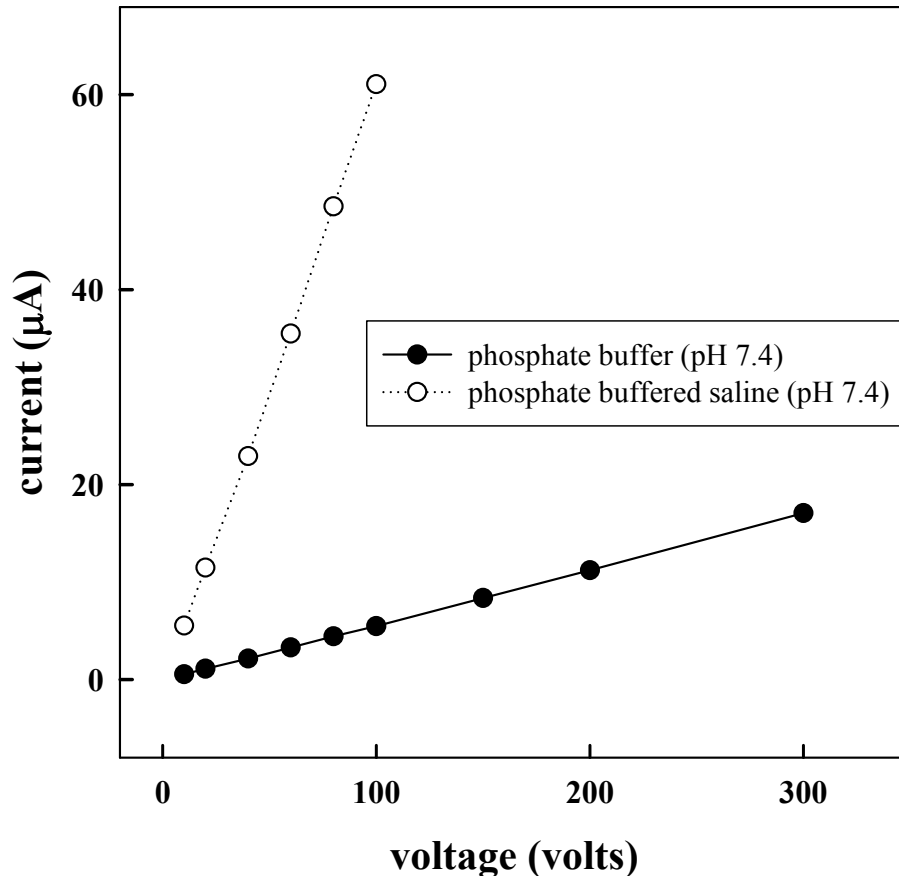 60
40
20
0
current (μA)
phosphate buffer (pH 7.4)
phosphate buffered saline (pH 7.4)
0 100 200 300
voltage (volts)